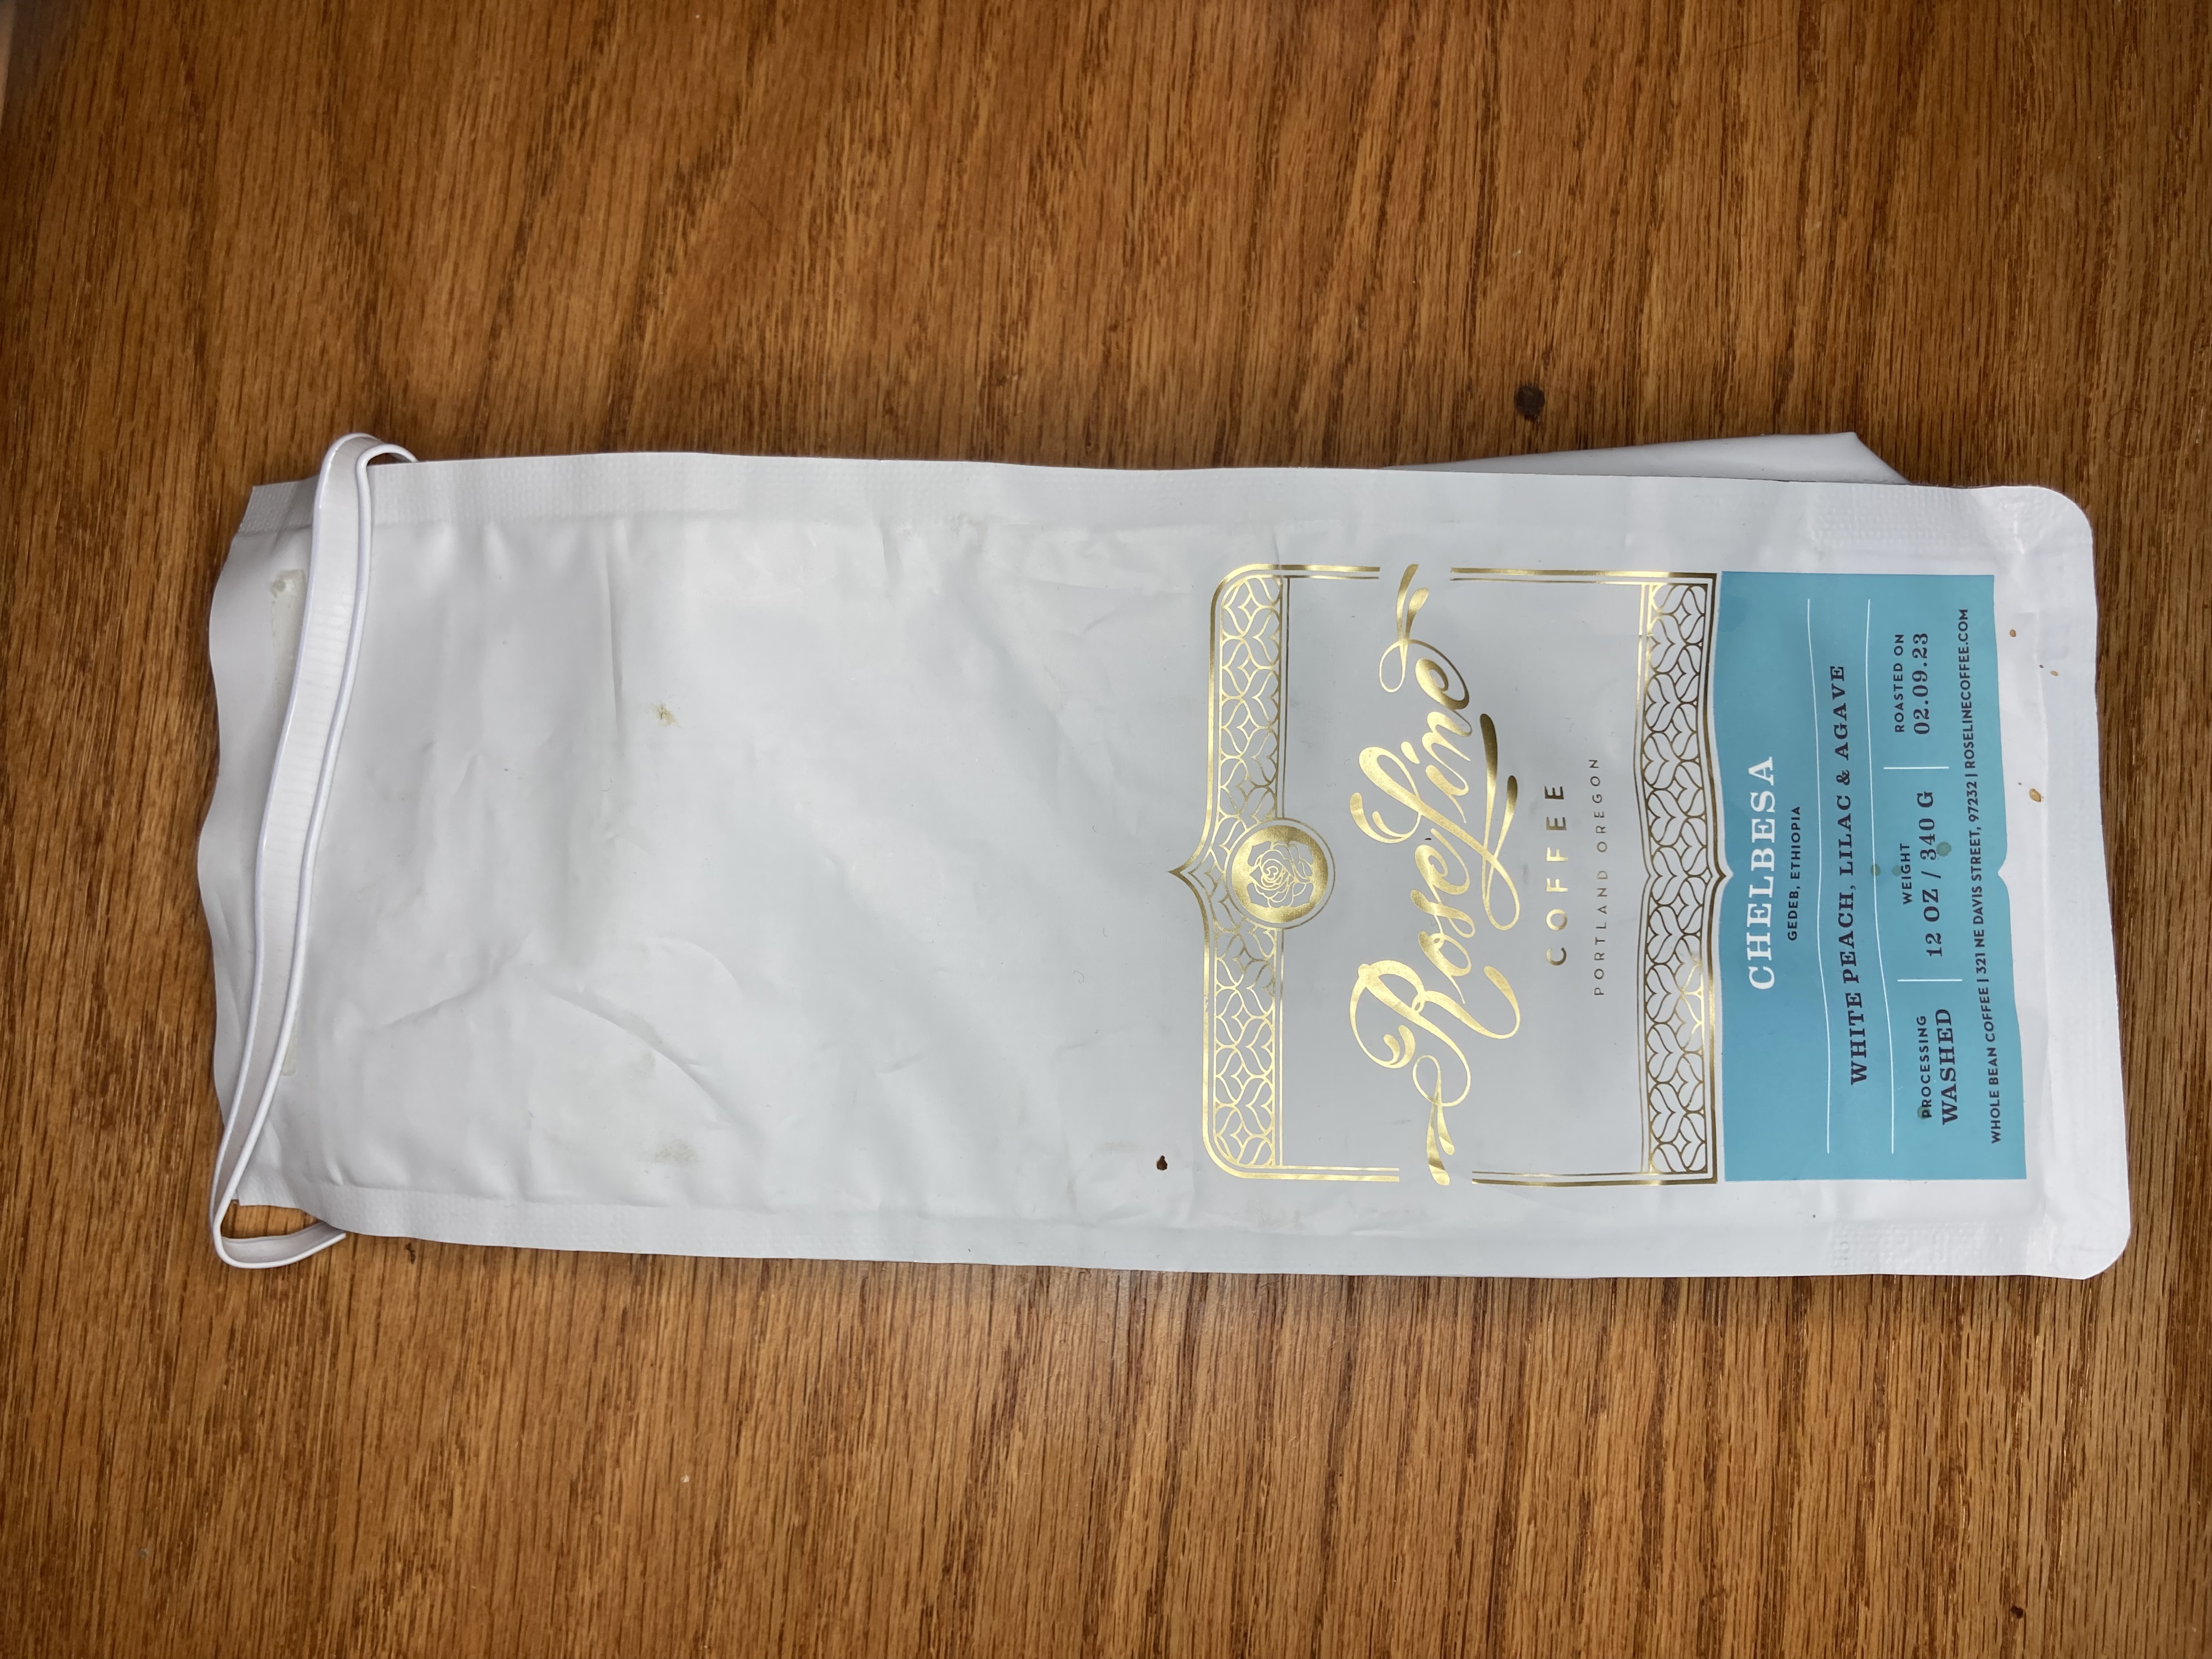 RoseLine
COFFEE
PORTLAND OREGON
CHELBESA
GEDEB, ETHIOPIA
WHITE PEACH, LILAC & AGAVE
PROCESSING
WASHED
WEIGHT
12 OZ / 340 G
ROASTED ON
02.09.23
WHOLE BEAN COFFEE | 321 NE DAVIS STREET, 97232 | ROSELINECOFFEE.COM